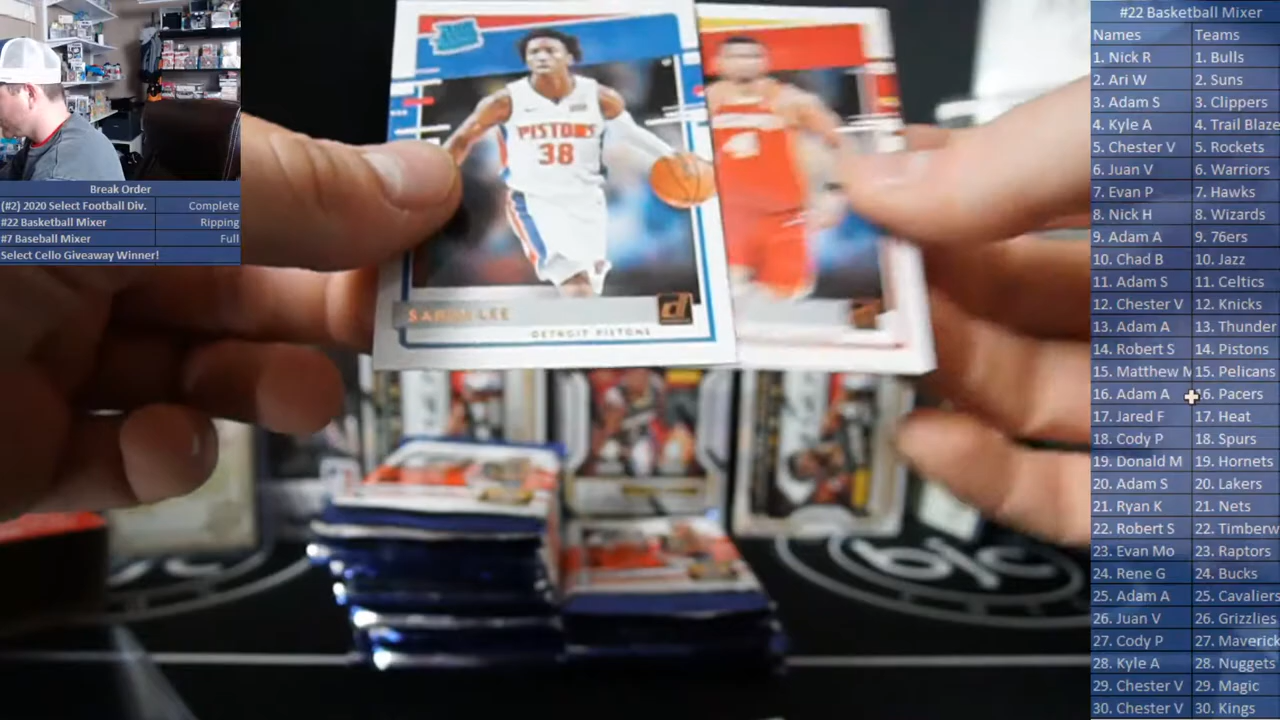 Break Order
(#2) 2020 Select Football Div. Complete
#22 Basketball Mixer Ripping
#7 Baseball Mixer Full
Select Cello Giveaway Winner!
PISTONS
38
SABEN LEE
DETROIT PISTONS
d
4
#22 Basketball Mixer
Names Teams
1. Nick R 1. Bulls
2. Ari W 2. Suns
3. Adam S 3. Clippers
4. Kyle A 4. Trail Blaze
5. Chester V 5. Rockets
6. Juan V 6. Warriors
7. Evan P 7. Hawks
8. Nick H 8. Wizards
9. Adam A 9. 76ers
10. Chad B 10. Jazz
11. Adam S 11. Celtics
12. Chester V 12. Knicks
13. Adam A 13. Thunder
14. Robert S 14. Pistons
15. Matthew M 15. Pelicans
16. Adam A 16. Pacers
17. Jared F 17. Heat
18. Cody P 18. Spurs
19. Donald M 19. Hornets
20. Adam S 20. Lakers
21. Ryan K 21. Nets
22. Robert S 22. Timberw
23. Evan Mo 23. Raptors
24. Rene G 24. Bucks
25. Adam A 25. Cavaliers
26. Juan V 26. Grizzlies
27. Cody P 27. Maverick
28. Kyle A 28. Nuggets
29. Chester V 29. Magic
30. Chester V 30. Kings